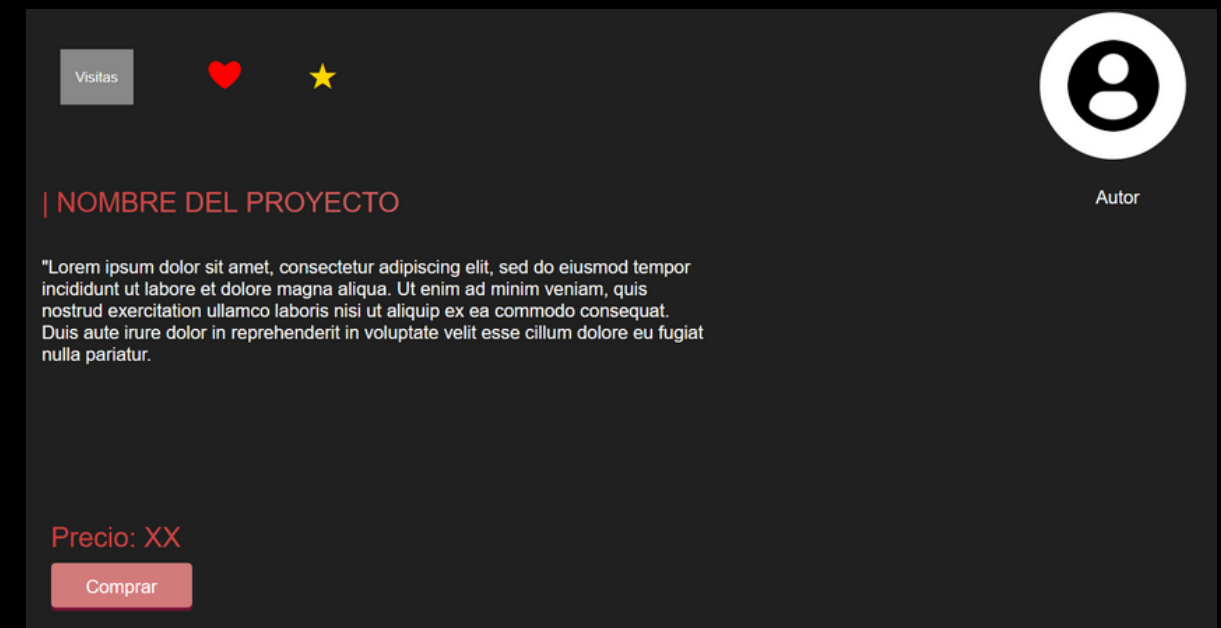 Visitas
| NOMBRE DEL PROYECTO
Autor
"Lorem ipsum dolor sit amet, consectetur adipiscing elit, sed do eiusmod tempor
incididunt ut labore et dolore magna aliqua. Ut enim ad minim veniam, quis
nostrud exercitation ullamco laboris nisi ut aliquip ex ea commodo consequat.
Duis aute irure dolor in reprehenderit in voluptate velit esse cillum dolore eu fugiat
nulla pariatur.
Precio: XX
Comprar